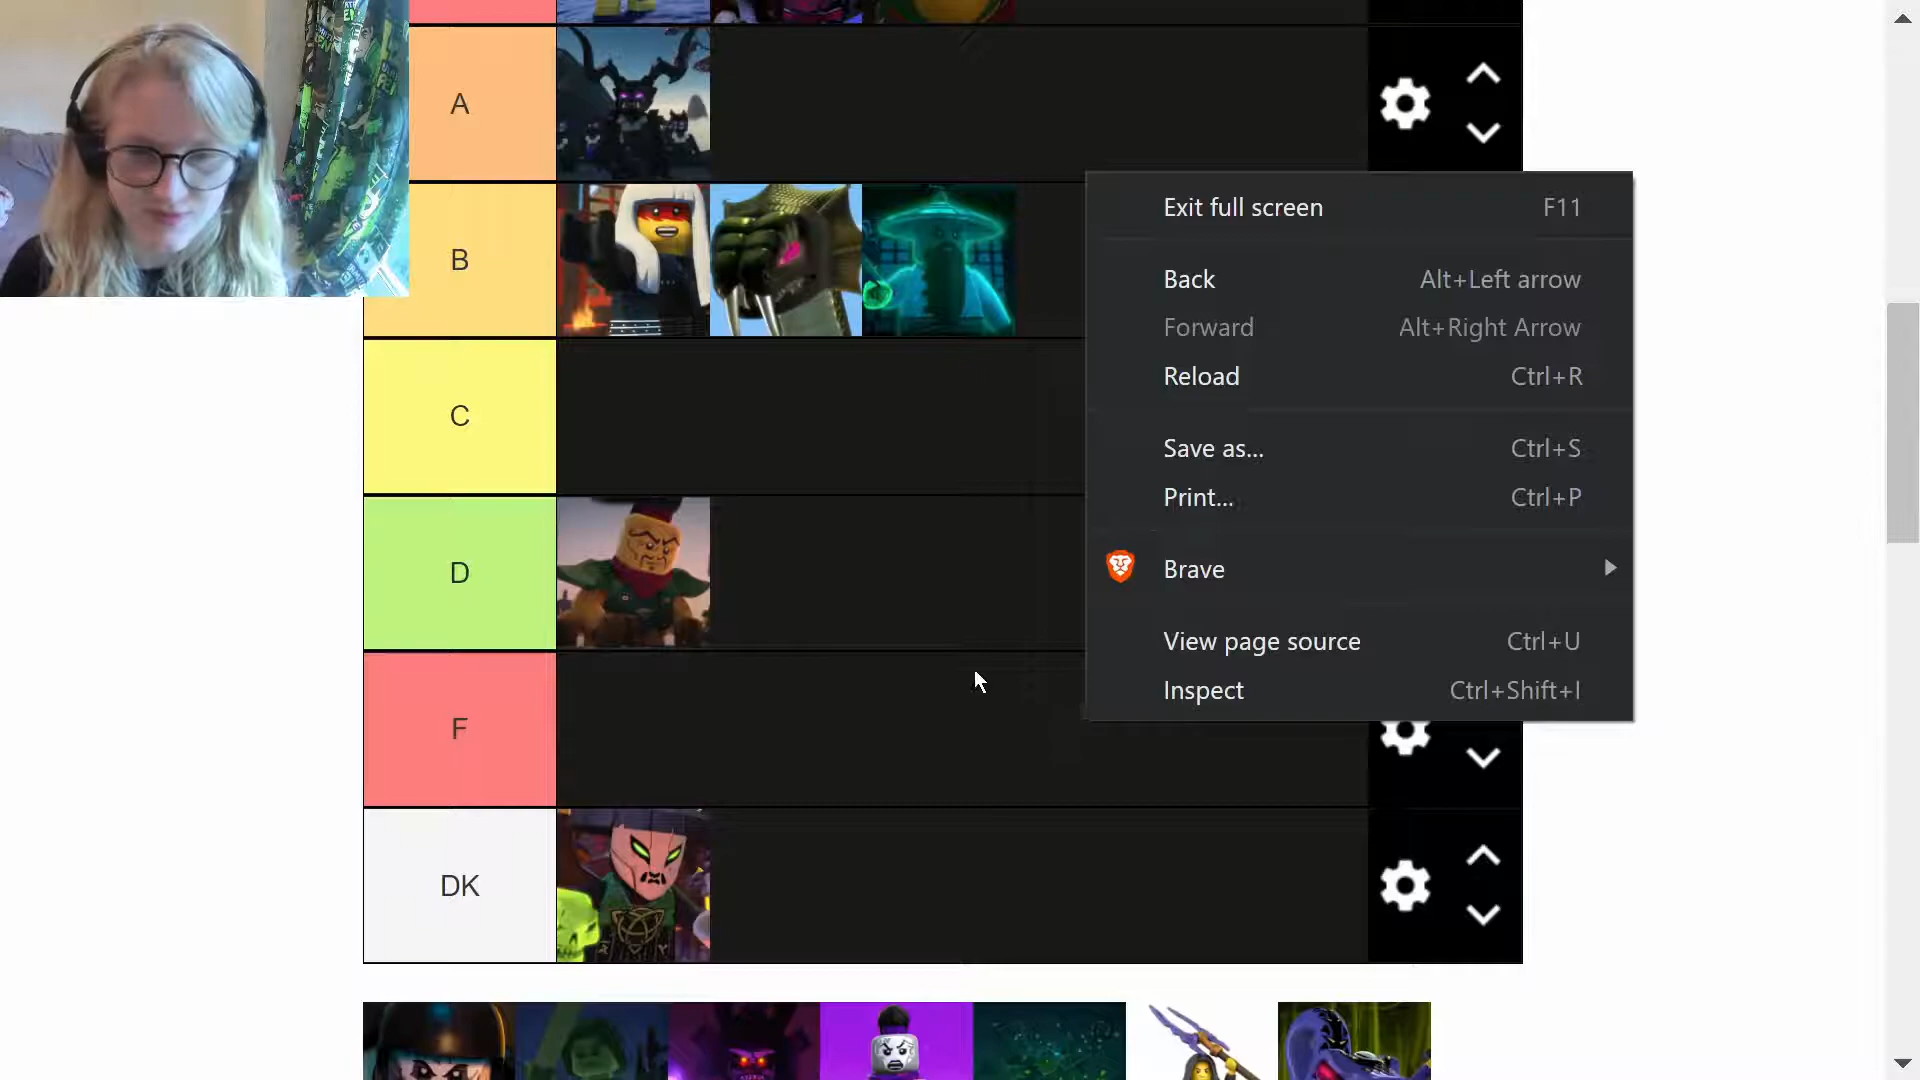 A
B
C
D
F
DK
Exit full screen F11
Back Alt+Left arrow
Forward Alt+Right Arrow
Reload Ctrl+R
Save as... Ctrl+S
Print... Ctrl+P
Brave
View page source Ctrl+U
Inspect Ctrl+Shift+I